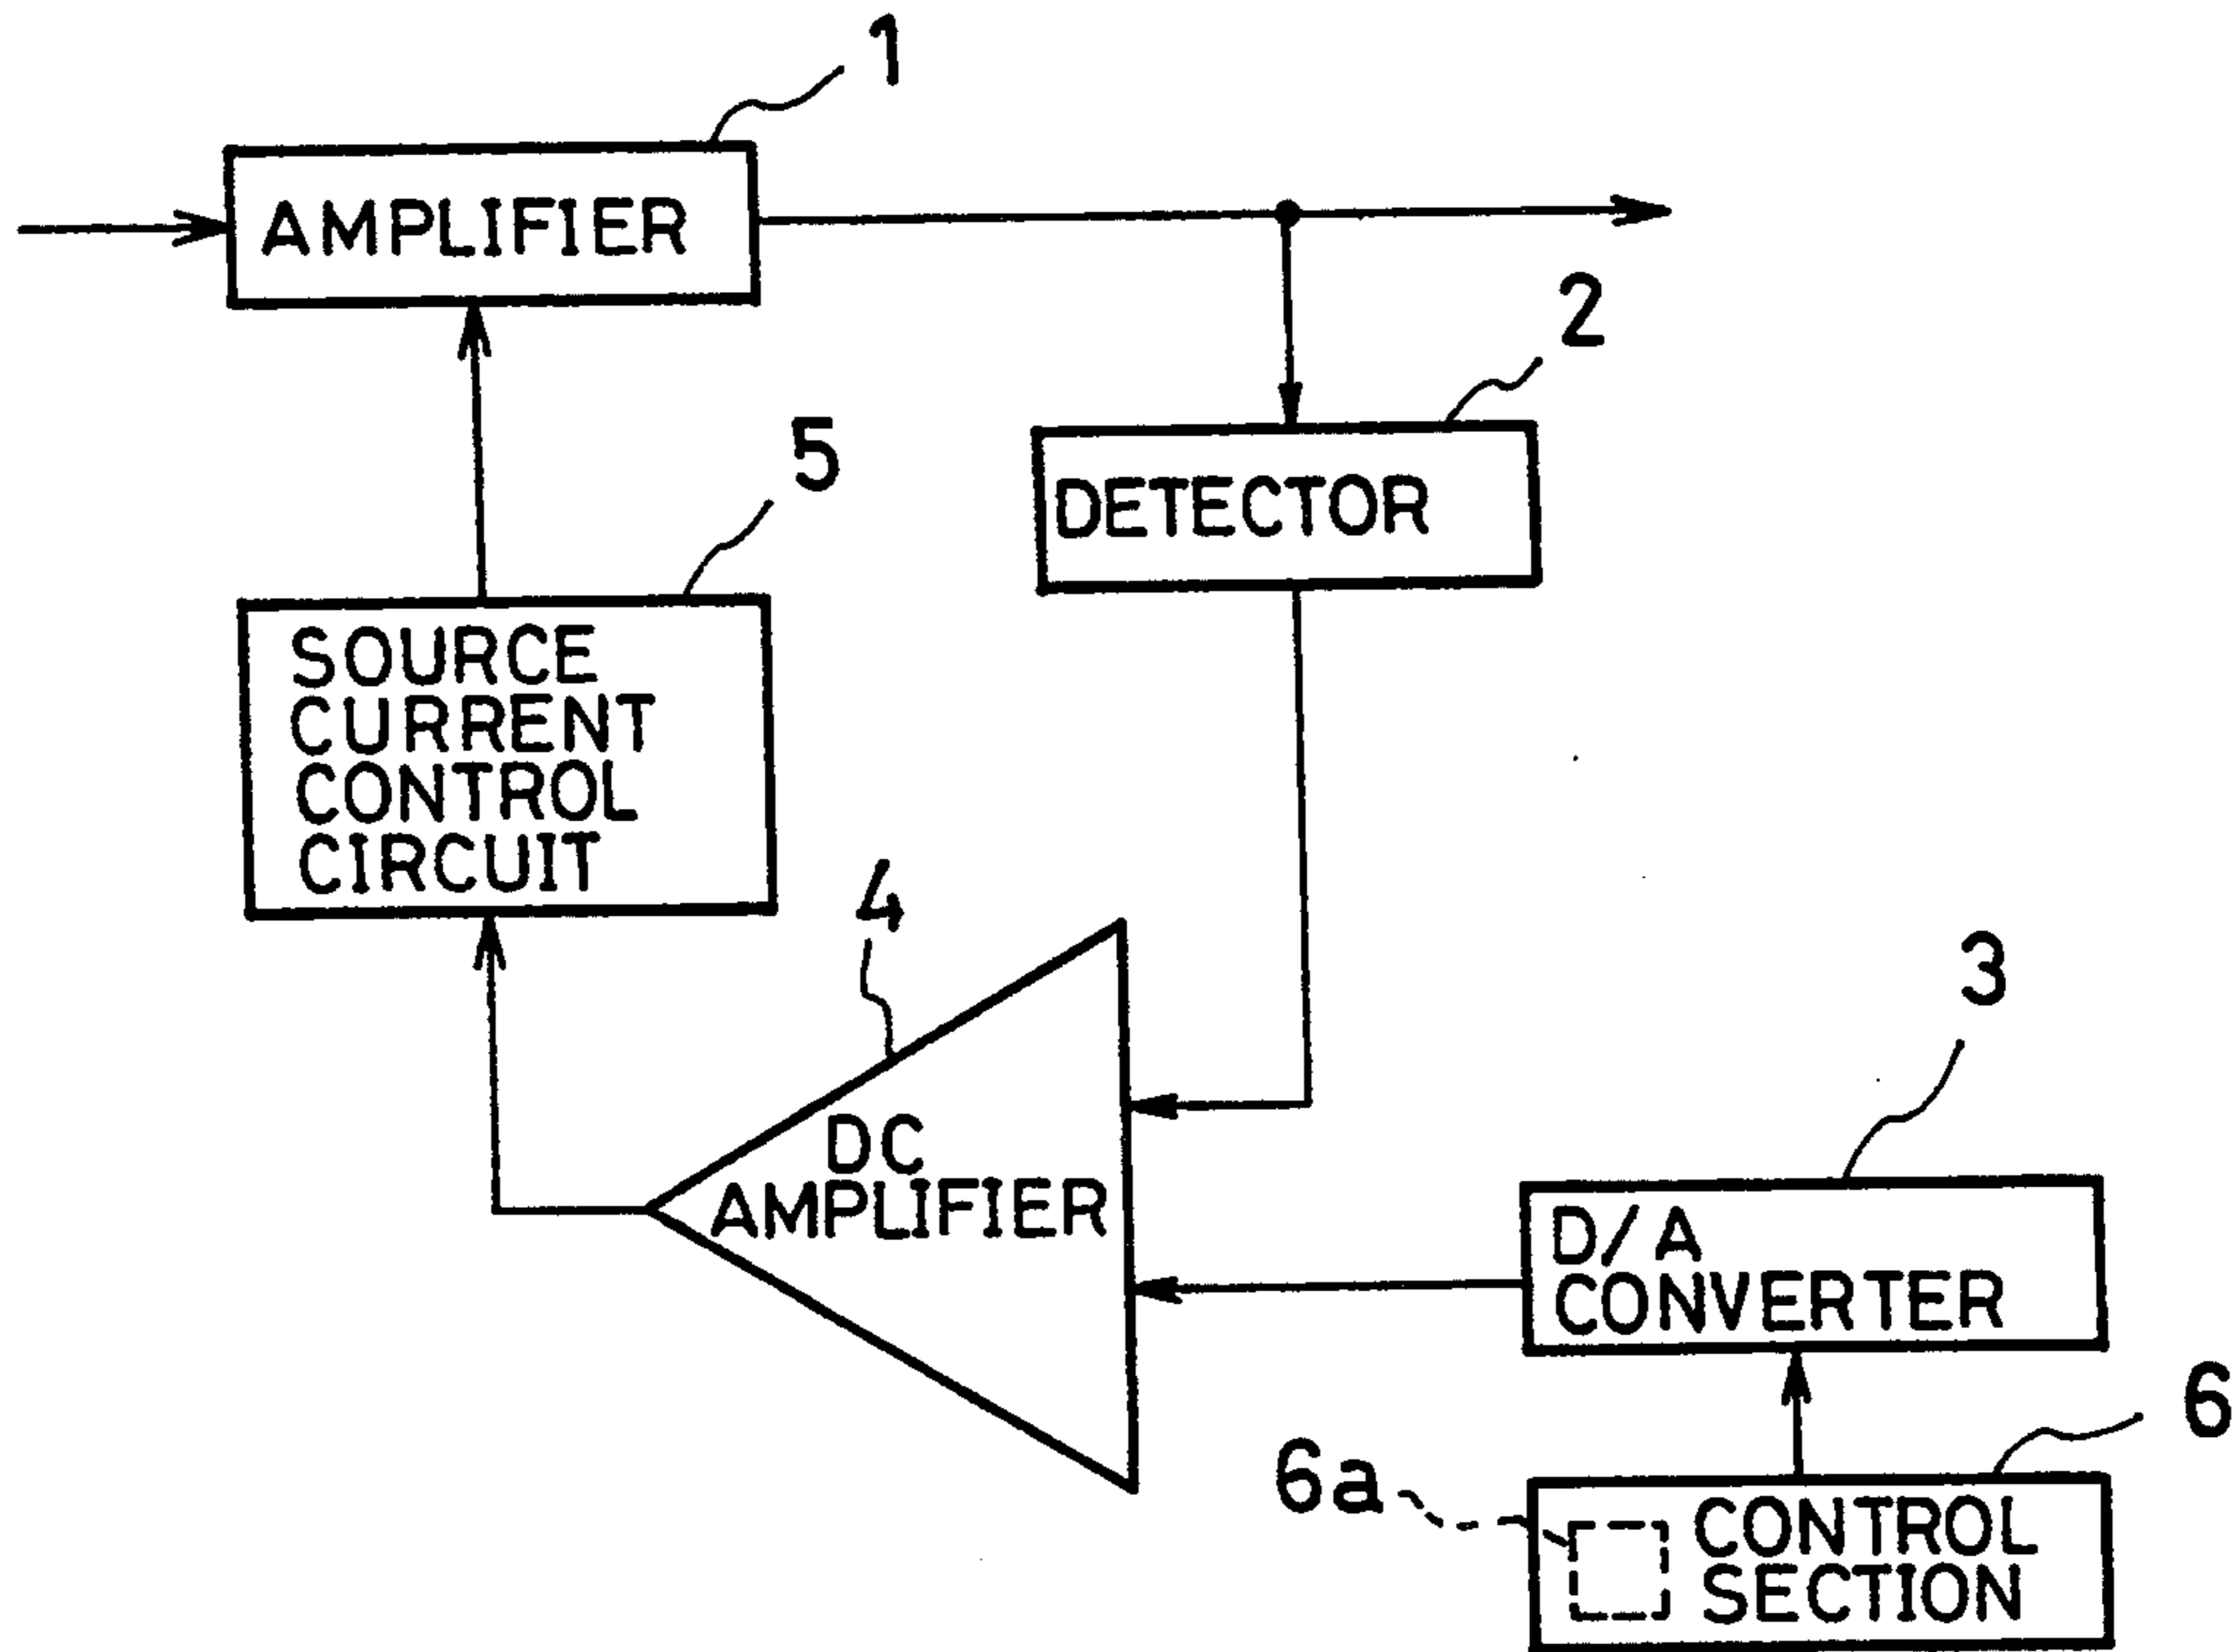 1
AMPLIFIER
2
DETECTOR
5
SOURCE
CURRENT
CONTROL
CIRCUIT
4
DC
AMPLIFIER
3
D/A
CONVERTER
6
6a
CONTROL
SECTION